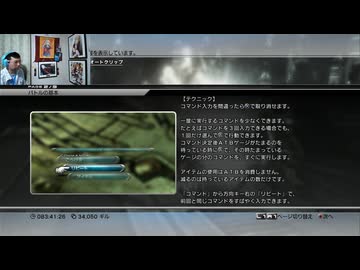 を表示しています。
オートクリップ
バトルの基本
【テクニック】
コマンド入力を間違ったら で取り消せます。
一度に実行するコマンドを少なくできます。
たとえばコマンドを３回入力できる場合でも、
１回だけ選んで で行動できます。
コマンド決定後ＡＴＢゲージがたまるのを
待っている時に で、その時たまっている
ゲージの分のコマンドを、すぐに実行します。
アイテムの使用はＡＴＢを消費しません。
減るのは持っているアイテムの数だけです。
「コマンド」から方向キー右の「リピート」で、
前回と同じコマンドをすばやく入力できます。
083:41:26 34,050 ギル
L1 R1 ページ切り替え 次へ